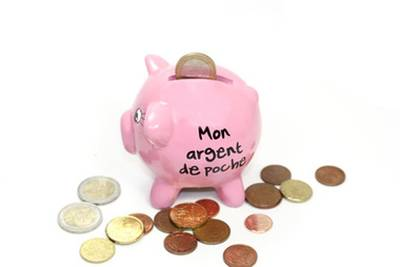 Mon
argent
de poche